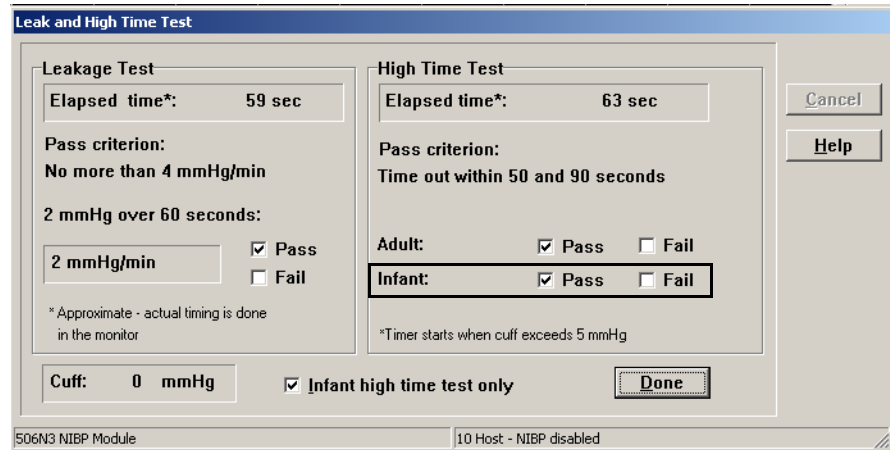 Leak and High Time Test
Leakage Test
Elapsed time*: 59 sec
Pass criterion:
No more than 4 mmHg/min
2 mmHg over 60 seconds:
2 mmHg/min
Pass
Fail
* Approximate - actual timing is done
in the monitor
High Time Test
Elapsed time*: 63 sec
Pass criterion:
Time out within 50 and 90 seconds
Adult: Pass Fail
Infant: Pass Fail
*Timer starts when cuff exceeds 5 mmHg
Cancel
Help
Cuff: 0 mmHg
Infant high time test only
Done
506N3 NIBP Module
10 Host - NIBP disabled